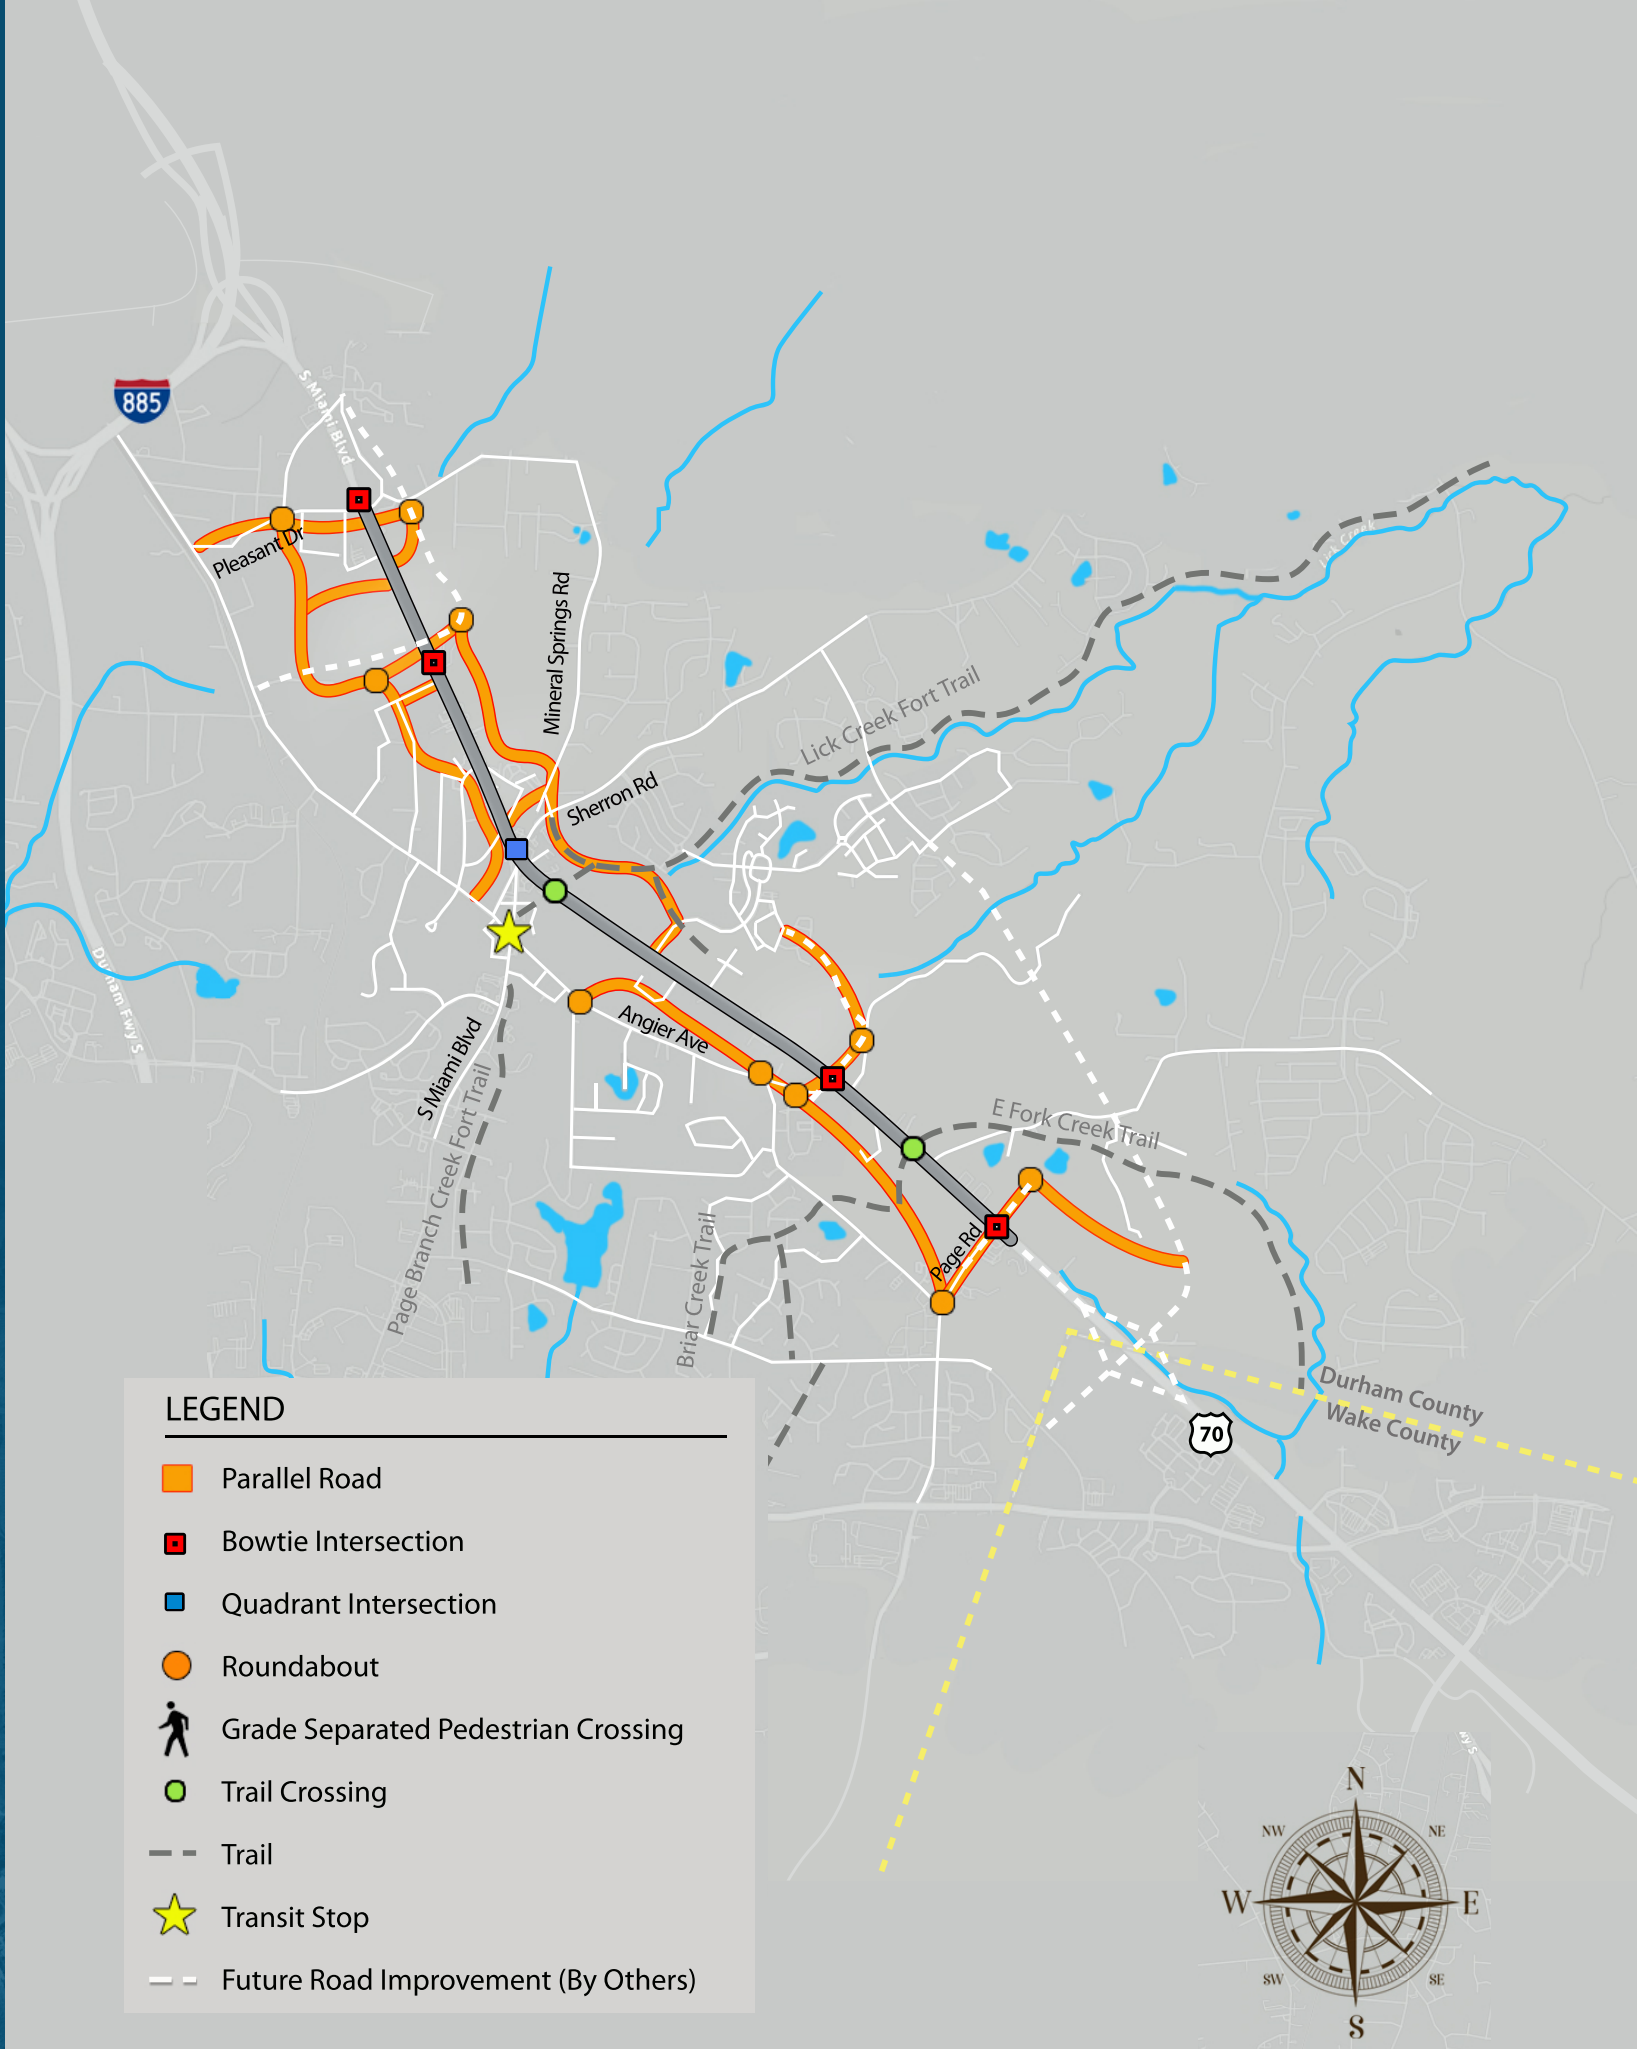 S Miami Blvd
885
Pleasant Dr
Mineral Springs Rd
Lick Creek
Lick Creek Fort Trail
Sherron Rd
Durham Fwy S
Angier Ave
S Miami Blvd
Page Branch Creek Fort Trail
E Fork Creek Trail
Briar Creek Trail
Page Rd
Durham County
Wake County
70
LEGEND
Parallel Road
Bowtie Intersection
Quadrant Intersection
Roundabout
Grade Separated Pedestrian Crossing
Trail Crossing
Trail
Transit Stop
Future Road Improvement (By Others)
N
NW
NE
W
E
SW
SE
S